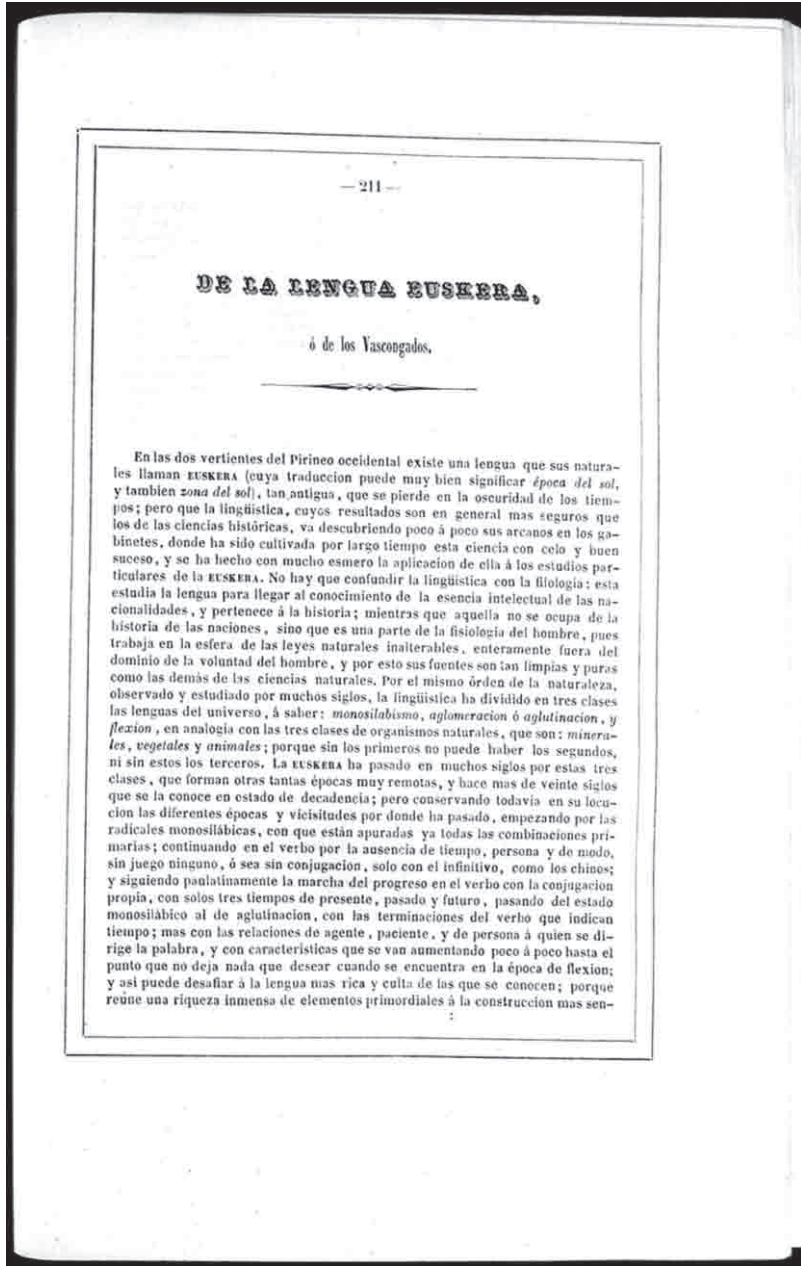 — 211 —
DE LA LENGUA EUSKERA,
ó de los Vascongados.
En las dos vertientes del Pirineo occidental existe una lengua que sus natura-
les llaman EUSKERA (cuya traduccion puede muy bien significar época del sol,
y tambien zona del sol), tan antigua, que se pierde en la oscuridad de los tiem-
pos; pero que la lingüistica, cuyos resultados son en general mas seguros que
los de las ciencias históricas, va descubriendo poco á poco sus arcanos en los ga-
binetes, donde ha sido cultivada por largo tiempo esta ciencia con celo y buen
suceso, y se ha hecho con mucho esmero la aplicacion de ella á los estudios par-
ticulares de la EUSKERA. No hay que confundir la lingüistica con la filologia: esta
estudia la lengua para llegar al conocimiento de la esencia intelectual de las na-
cionalidades, y pertenece á la historia; mientras que aquella no se ocupa de la
historia de las naciones, sino que es una parte de la fisiologia del hombre, pues
trabaja en la esfera de las leyes naturales inalterables, enteramente fuera del
dominio de la voluntad del hombre, y por esto sus fuentes son tan limpias y puras
como las demás de las ciencias naturales. Por el mismo órden de la naturaleza,
observado y estudiado por muchos siglos, la lingüistica ha dividido en tres clases
las lenguas del universo, á saber: monosilabismo, aglomeracion ó aglutinacion, y
flexion, en analogia con las tres clases de organismos naturales, que son: minera-
les, vegetales y animales; porque sin los primeros no puede haber los segundos,
ni sin estos los terceros. La EUSKERA ha pasado en muchos siglos por estas tres
clases, que forman otras tantas épocas muy remotas, y hace mas de veinte siglos
que se la conoce en estado de decadencia; pero conservando todavia en su locu-
cion las diferentes épocas y vicisitudes por donde ha pasado, empezando por las
radicales monosilábicas, con que están apuradas ya todas las combinaciones pri-
marias; continuando en el verbo por la ausencia de tiempo, persona y de modo,
sin juego ninguno, ó sea sin conjugacion, solo con el infinitivo, como los chinos;
y siguiendo paulatinamente la marcha del progreso en el verbo con la conjugacion
propia, con solos tres tiempos de presente, pasado y futuro, pasando del estado
monosilábico al de aglutinacion, con las terminaciones del verbo que indican
tiempo; mas con las relaciones de agente, paciente, y de persona á quien se di-
rige la palabra, y con caracteristicas que se van aumentando poco á poco hasta el
punto que no deja nada que desear cuando se encuentra en la época de flexion;
y asi puede desafiar á la lengua mas rica y culta de las que se conocen; porque
reúne una riqueza inmensa de elementos primordiales á la construccion mas sen-